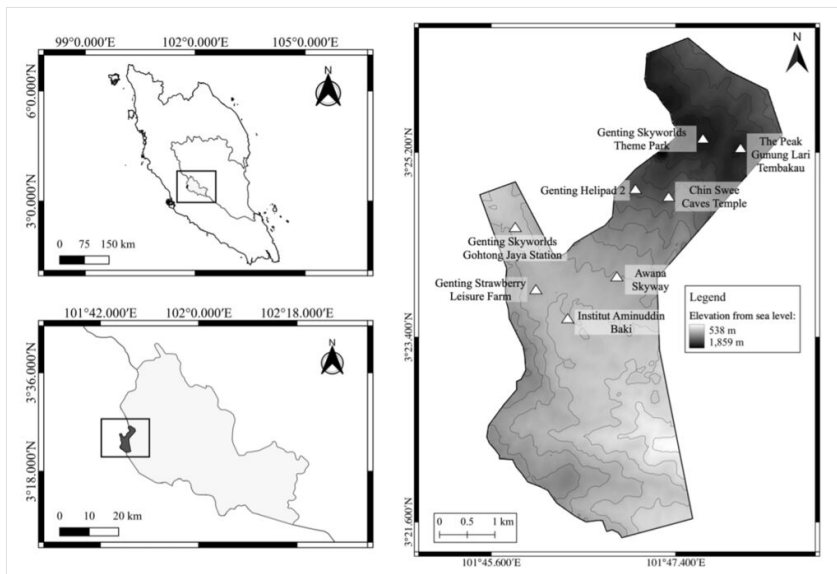 99°0.000'E 102°0.000'E 105°0.000'E
6°0.000'N
3°0.000'N
N
0 75 150 km
101°42.000'E 102°0.000'E 102°18.000'E
3°36.000'N
3°18.000'N
N
0 10 20 km
N
3°25.200'N
3°23.400'N
3°21.600'N
Genting Skyworlds
Theme Park
The Peak
Gunung Lari
Tembakau
Genting Helipad 2
Chin Swee
Caves Temple
Genting Skyworlds
Gohtong Jaya Station
Awana
Skyway
Genting Strawberry
Leisure Farm
Institut Aminuddin
Baki
Legend
Elevation from sea level:
538 m
1,859 m
0 0.5 1 km
101°45.600'E 101°47.400'E